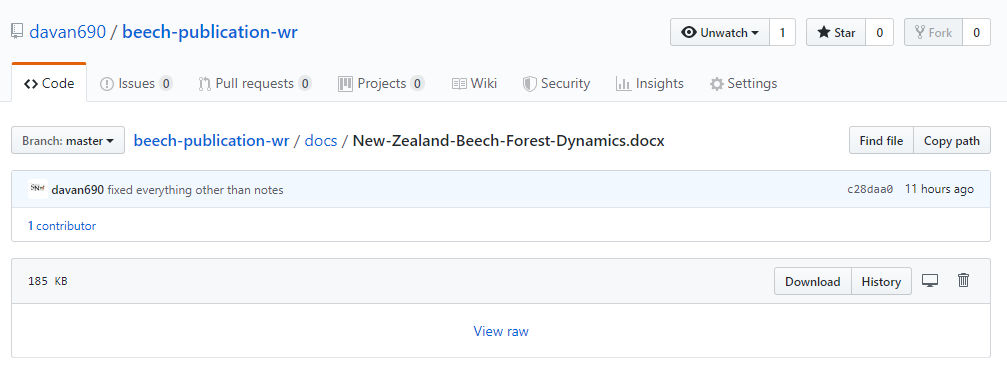 davan690 / beech-publication-wr
Unwatch 1 Star 0 Fork 0
Code Issues 0 Pull requests 0 Projects 0 Wiki Security Insights Settings
Branch: master beech-publication-wr / docs / New-Zealand-Beech-Forest-Dynamics.docx Find file Copy path
davan690 fixed everything other than notes c28daa0 11 hours ago
1 contributor
185 KB Download History
View raw